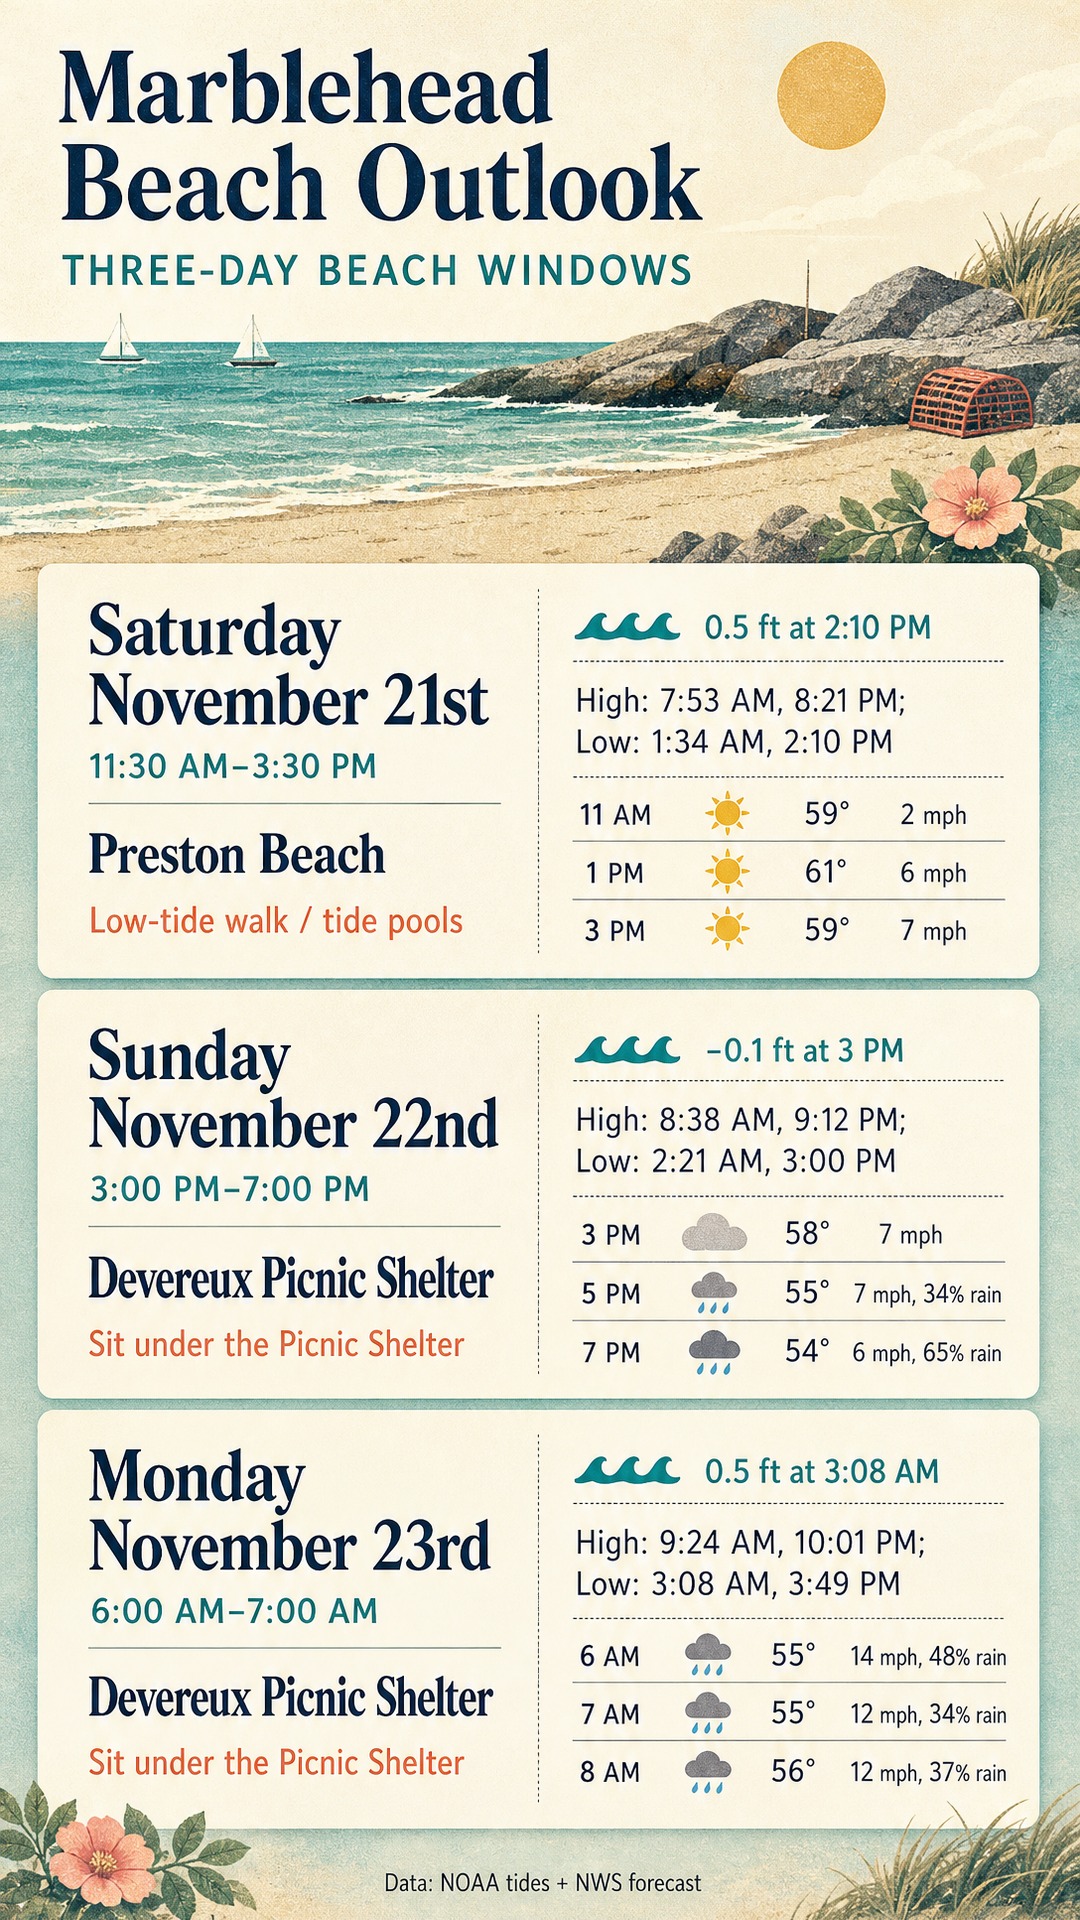 Marblehead
Beach Outlook
THREE-DAY BEACH WINDOWS
Saturday
November 21st
11:30 AM–3:30 PM
Preston Beach
Low-tide walk / tide pools
0.5 ft at 2:10 PM
High: 7:53 AM, 8:21 PM;
Low: 1:34 AM, 2:10 PM
11 AM 59° 2 mph
1 PM 61° 6 mph
3 PM 59° 7 mph
Sunday
November 22nd
3:00 PM–7:00 PM
Devereux Picnic Shelter
Sit under the Picnic Shelter
−0.1 ft at 3 PM
High: 8:38 AM, 9:12 PM;
Low: 2:21 AM, 3:00 PM
3 PM 58° 7 mph
5 PM 55° 7 mph, 34% rain
7 PM 54° 6 mph, 65% rain
Monday
November 23rd
6:00 AM–7:00 AM
Devereux Picnic Shelter
Sit under the Picnic Shelter
0.5 ft at 3:08 AM
High: 9:24 AM, 10:01 PM;
Low: 3:08 AM, 3:49 PM
6 AM 55° 14 mph, 48% rain
7 AM 55° 12 mph, 34% rain
8 AM 56° 12 mph, 37% rain
Data: NOAA tides + NWS forecast